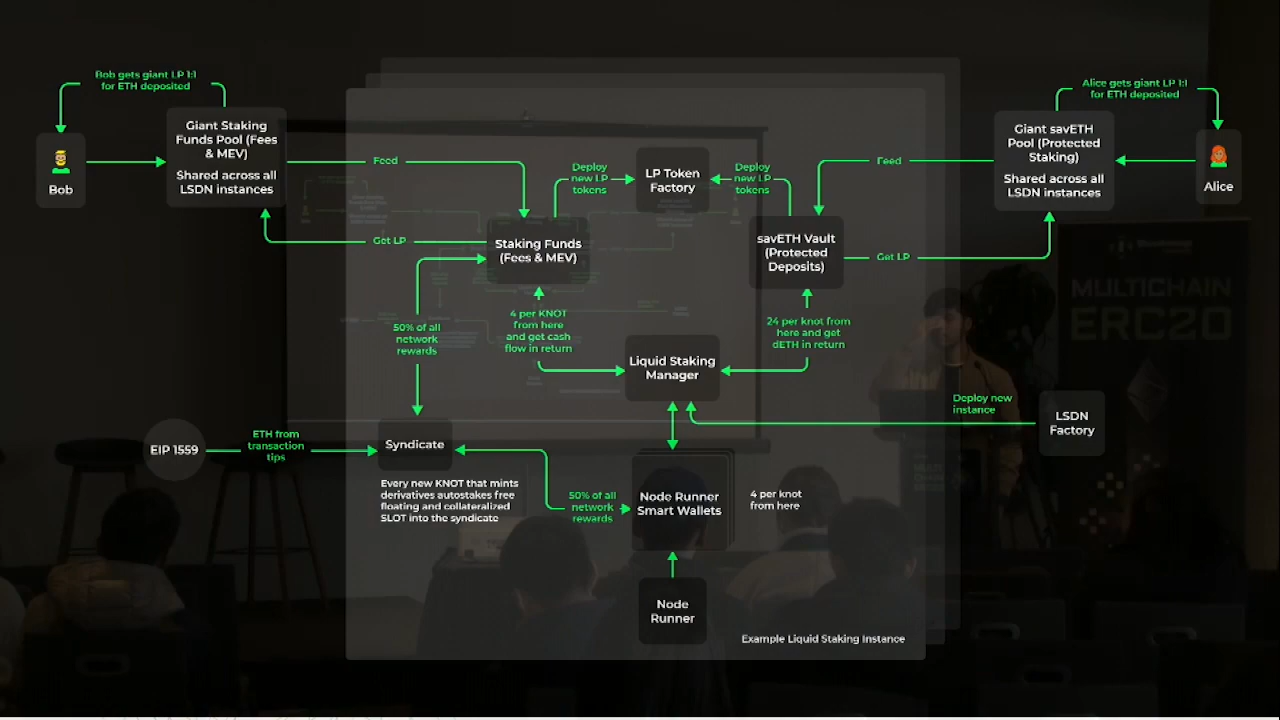 Bob gets giant LP 1:1
for ETH deposited
Alice gets giant LP 1:1
for ETH deposited
Bob
Giant Staking
Funds Pool (Fees
& MEV)
Shared across all
LSDN instances
Feed
Get LP
Deploy
new LP
tokens
LP Token
Factory
Deploy
new LP
tokens
Feed
Get LP
Giant savETH
Pool (Protected
Staking)
Shared across all
LSDN instances
Alice
Staking Funds
(Fees & MEV)
savETH Vault
(Protected
Deposits)
50% of all
network
rewards
4 per KNOT
from here
and get cash
flow in return
24 per knot from
here and get
dETH in return
Liquid Staking
Manager
MULTICHAIN
ERC20
Deploy new
instance
LSDN
Factory
EIP 1559
ETH from
transaction
tips
Syndicate
Every new KNOT that mints
derivatives autostakes free
floating and collateralized
SLOT into the syndicate
50% of all
network
rewards
Node Runner
Smart Wallets
4 per knot
from here
Node
Runner
Example Liquid Staking Instance